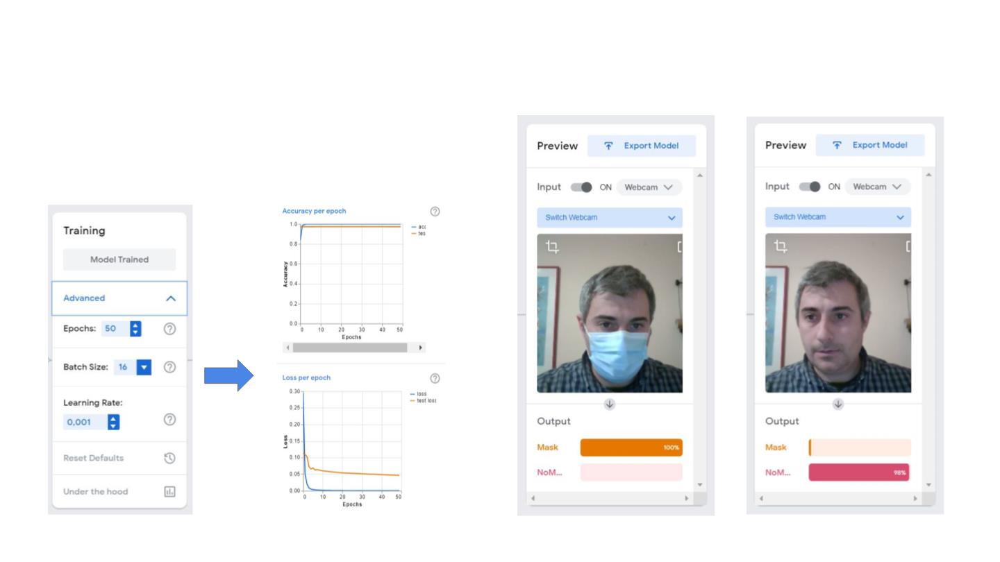 Training
Model Trained
Advanced
Epochs: 50
Batch Size: 16
Learning Rate:
0,001
Reset Defaults
Under the hood
Accuracy per epoch
1.0
0.8
0.6
0.4
0.2
0.0
Accuracy
0 10 20 30 40 50
Epochs
acc
tes
Loss per epoch
0.30
0.25
0.20
0.15
0.10
0.05
0.00
Loss
0 10 20 30 40 50
Epochs
loss
test loss
Preview
Export Model
Input ON Webcam
Switch Webcam
Output
Mask 100%
NoM...
Preview
Export Model
Input ON Webcam
Switch Webcam
Output
Mask
NoM... 98%